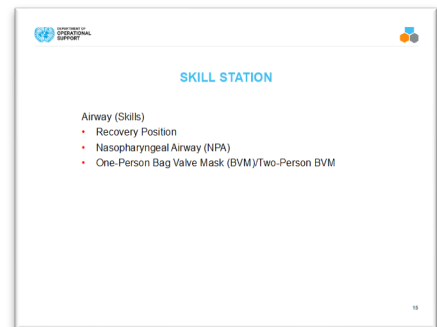 DEPARTMENT OF
OPERATIONAL
SUPPORT
SKILL STATION
Airway (Skills)
• Recovery Position
• Nasopharyngeal Airway (NPA)
• One-Person Bag Valve Mask (BVM)/Two-Person BVM
15